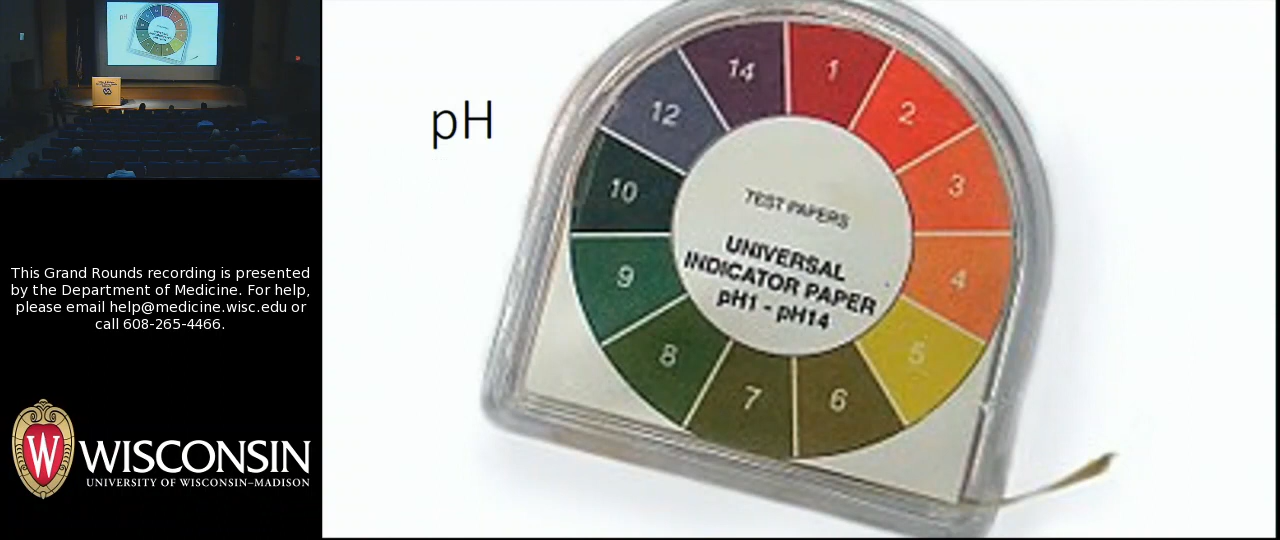 This Grand Rounds recording is presented
by the Department of Medicine. For help,
please email help@medicine.wisc.edu or
call 608-265-4466.
WISCONSIN
UNIVERSITY OF WISCONSIN–MADISON
W
pH
14
1
2
3
4
5
6
7
8
9
10
12
TEST PAPERS
UNIVERSAL
INDICATOR PAPER
pH1 - pH14